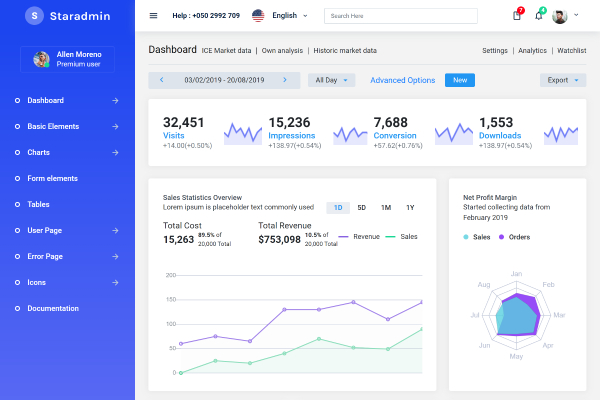 S Staradmin
Help : +050 2992 709
English
Search Here
7
4
Allen Moreno
Premium user
Dashboard
Basic Elements
Charts
Form elements
Tables
User Page
Error Page
Icons
Documentation
Dashboard ICE Market data | Own analysis | Historic market data
Settings | Analytics | Watchlist
03/02/2019 - 20/08/2019
All Day
Advanced Options
New
Export
32,451
Visits
+14.00(+0.50%)
15,236
Impressions
+138.97(+0.54%)
7,688
Conversion
+57.62(+0.76%)
1,553
Downloads
+138.97(+0.54%)
Sales Statistics Overview
Lorem ipsum is placeholder text commonly used
1D 5D 1M 1Y
Total Cost
15,263 89.5% of
20,000 Total
Total Revenue
$753,098 10.5% of
20,000 Total
Revenue Sales
200
150
100
50
0
Net Profit Margin
Started collecting data from
February 2019
Sales Orders
Jan
Feb
Mar
Apr
May
Jun
Jul
Aug